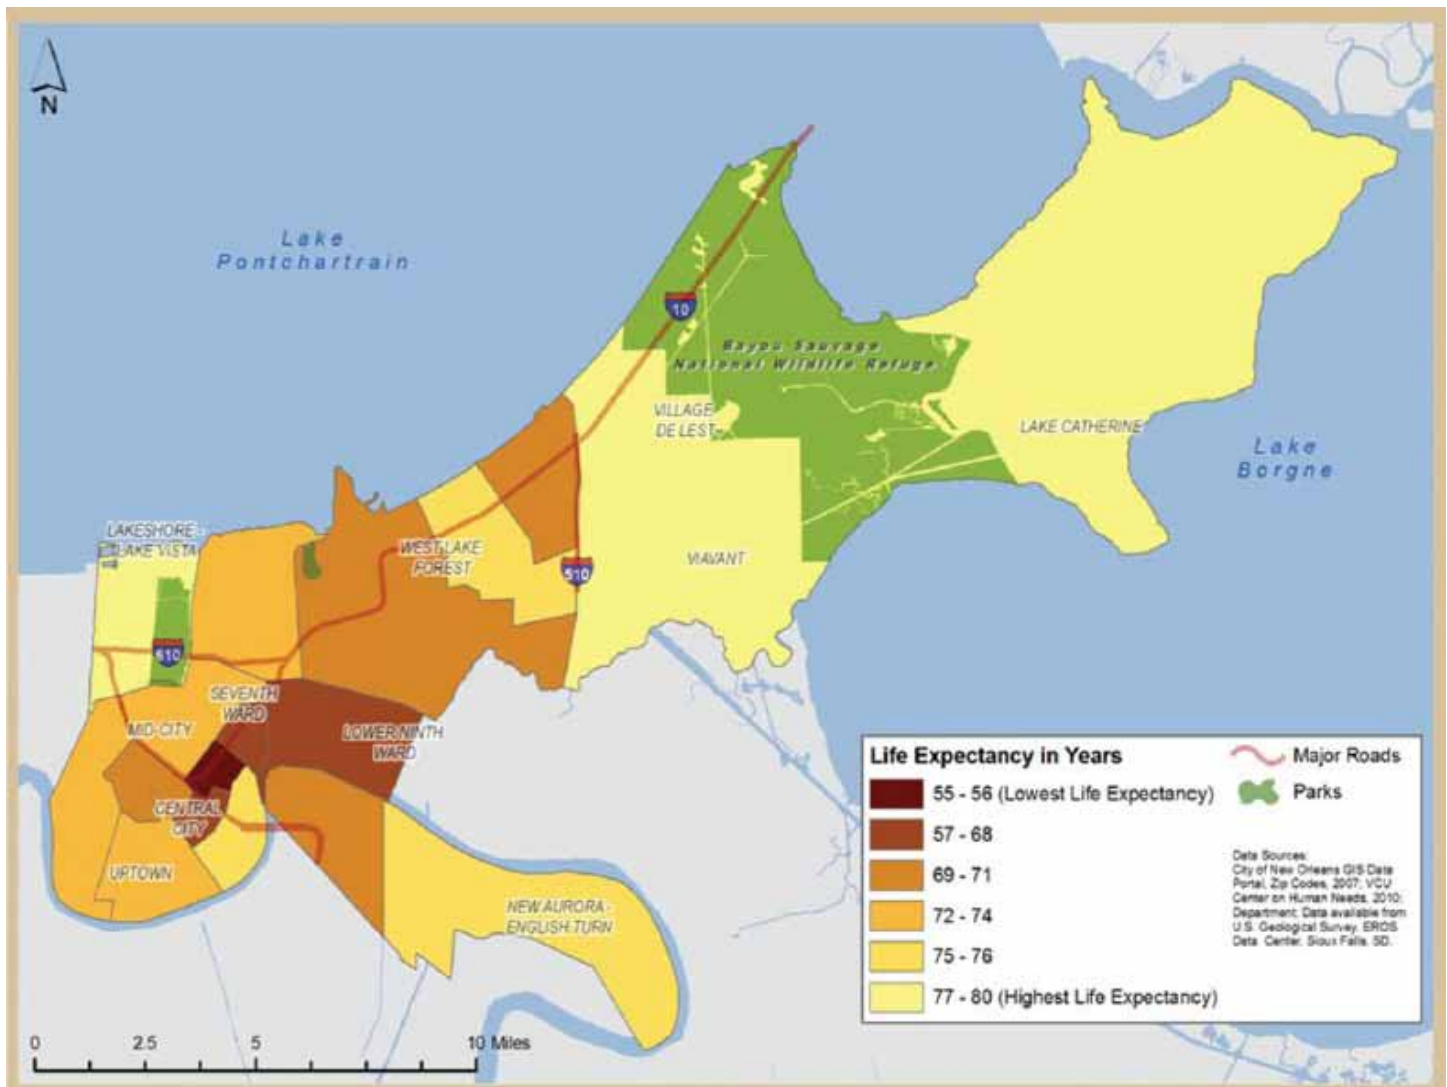 N
Lake
Pontchartrain
10
Bayou Sauvage
National Wildlife Refuge
VILLAGE
DE LEST
LAKE CATHERINE
Lake
Borgne
LAKESHORE -
LAKE VISTA
WEST LAKE
FOREST
VIAVANT
510
610
SEVENTH
WARD
MID-CITY
LOWER NINTH
WARD
CENTRAL
CITY
UPTOWN
NEW AURORA -
ENGLISH TURN
Life Expectancy in Years
55 - 56 (Lowest Life Expectancy)
57 - 68
69 - 71
72 - 74
75 - 76
77 - 80 (Highest Life Expectancy)
Major Roads
Parks
Data Sources:
City of New Orleans GIS Data
Portal, Zip Codes, 2007; VCU
Center on Human Needs, 2010;
Department; Data available from
U.S. Geological Survey, EROS
Data Center, Sioux Falls, SD.
0 2.5 5 10 Miles